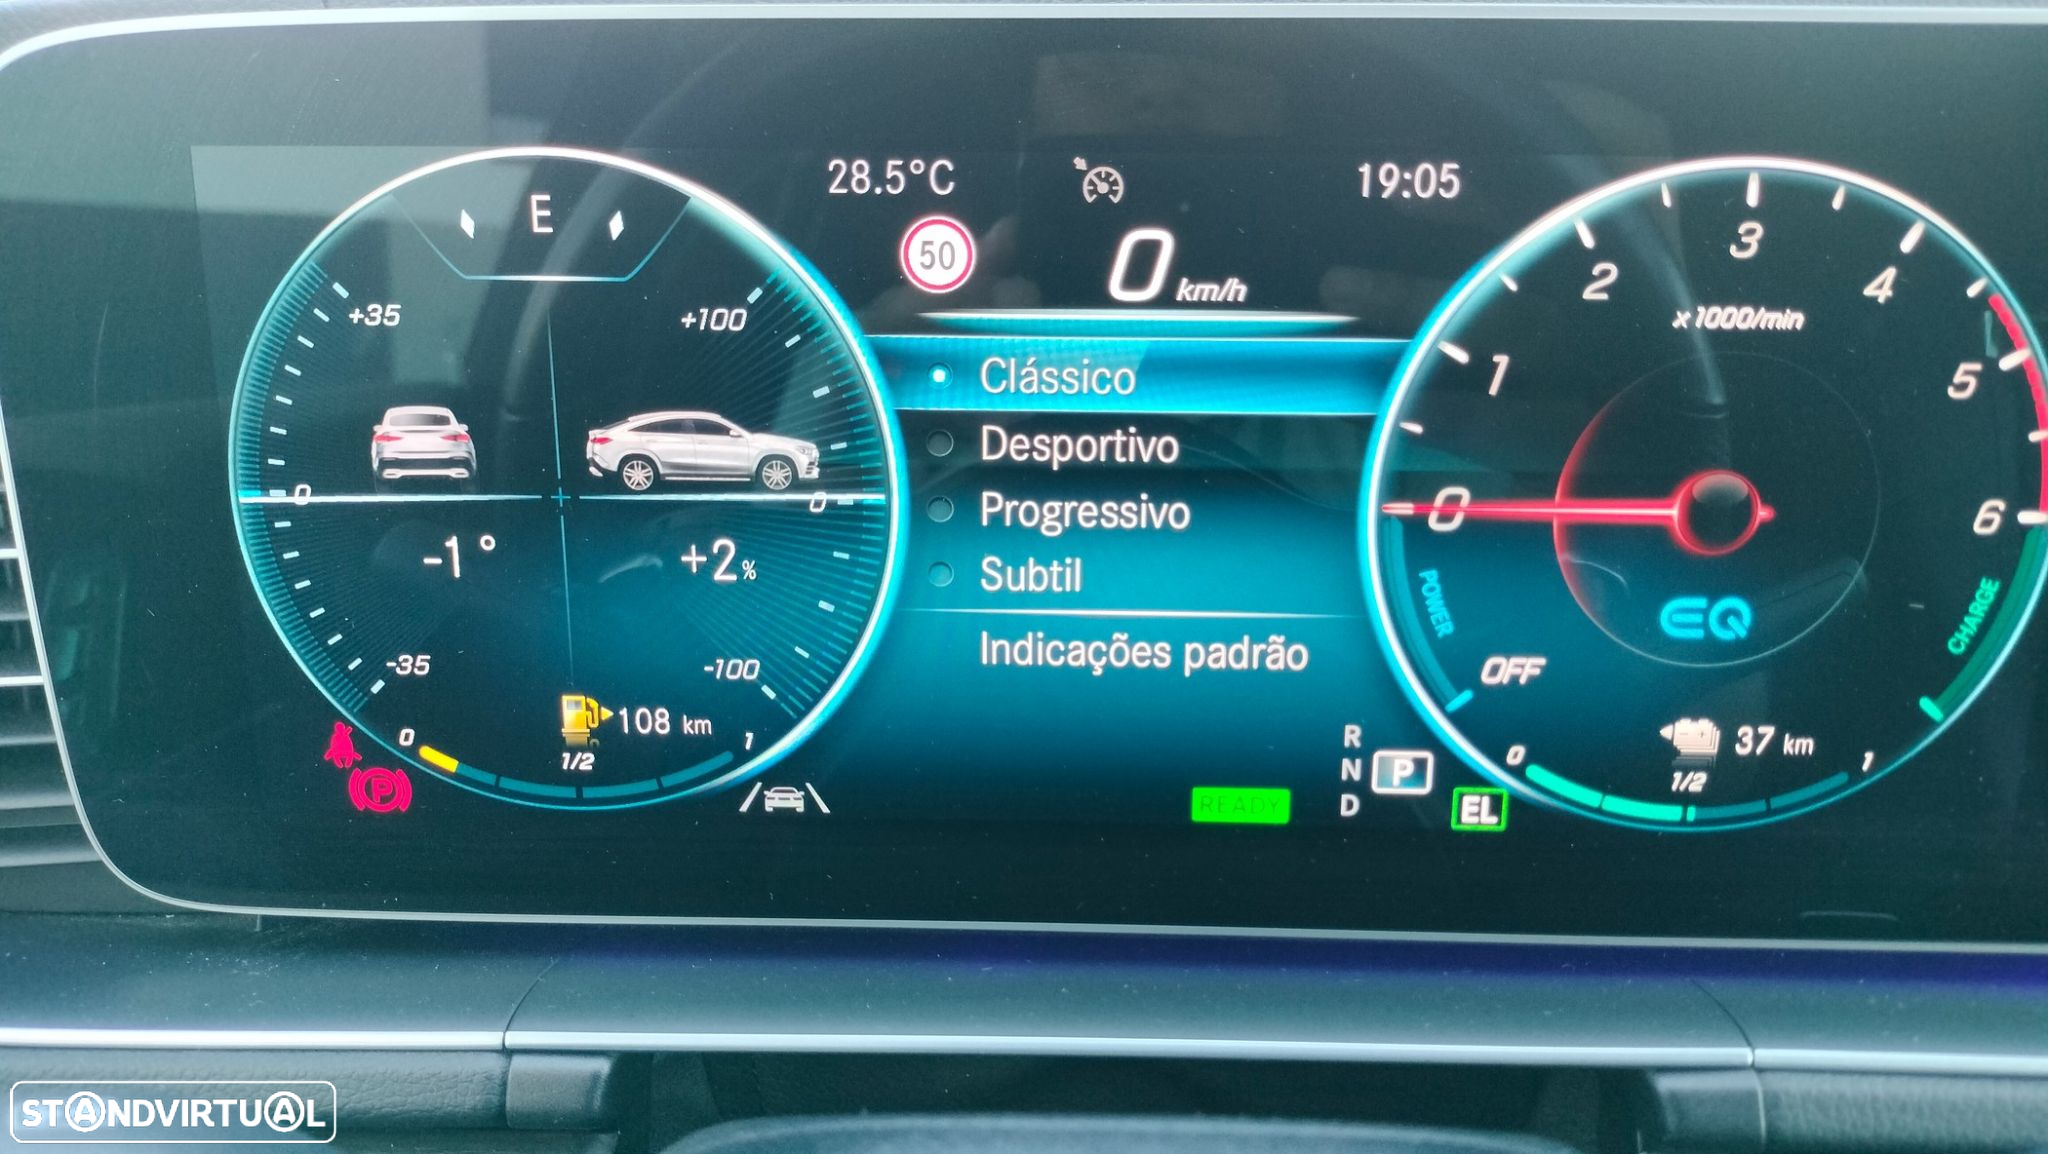 E
28.5°C
19:05
50
0 km/h
+35
+100
0
0
-1°
+2%
-35
-100
108 km
0
1/2
1
Clássico
Desportivo
Progressivo
Subtil
Indicações padrão
READY
R
N
D
P
EL
0
1
2
3
4
5
6
x1000/min
POWER
OFF
EQ
CHARGE
37 km
0
1/2
1
P
STANDVIRTUAL